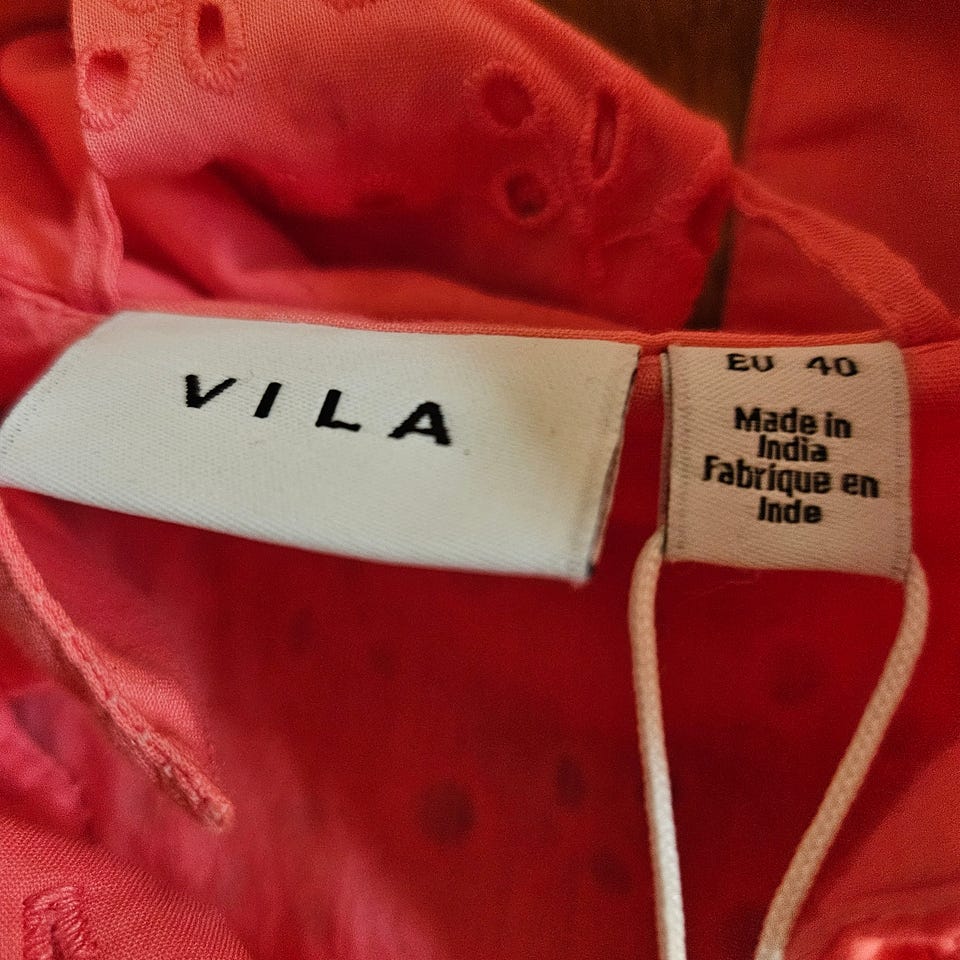 VILA
EU 40
Made in
India
Fabrique en
Inde